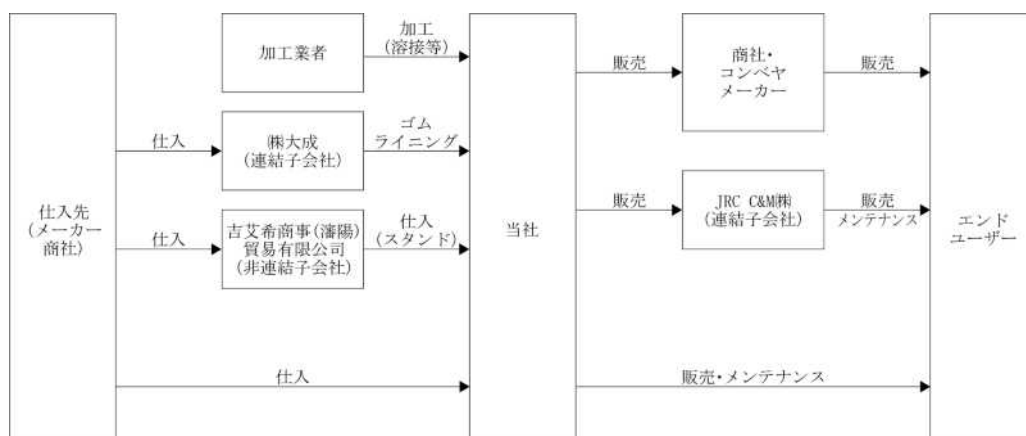 仕入先
(メーカー
商社)
仕入
仕入
仕入
加工業者
㈱大成
(連結子会社)
吉艾希商事(瀋陽)
貿易有限公司
(非連結子会社)
加工
(溶接等)
ゴム
ライニング
仕入
(スタンド)
当社
販売
販売
販売・メンテナンス
商社・
コンベヤ
メーカー
JRC C&M㈱
(連結子会社)
販売
販売
メンテナンス
エンド
ユーザー